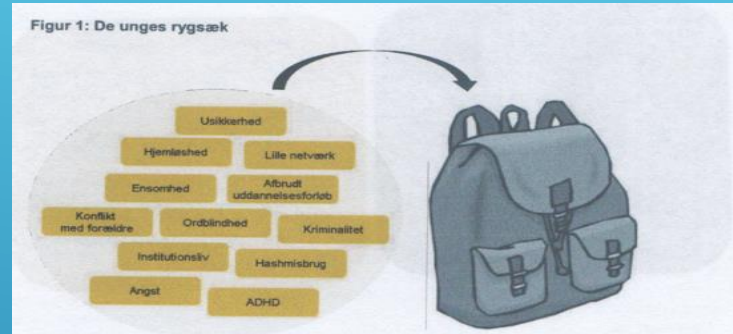 Figur 1: De unges rygsæk
Usikkerhed
Hjemløshed
Lille netværk
Ensomhed
Afbrudt
uddannelsesforløb
Konflikt
med forældre
Ordblindhed
Kriminalitet
Institutionsliv
Hashmisbrug
Angst
ADHD